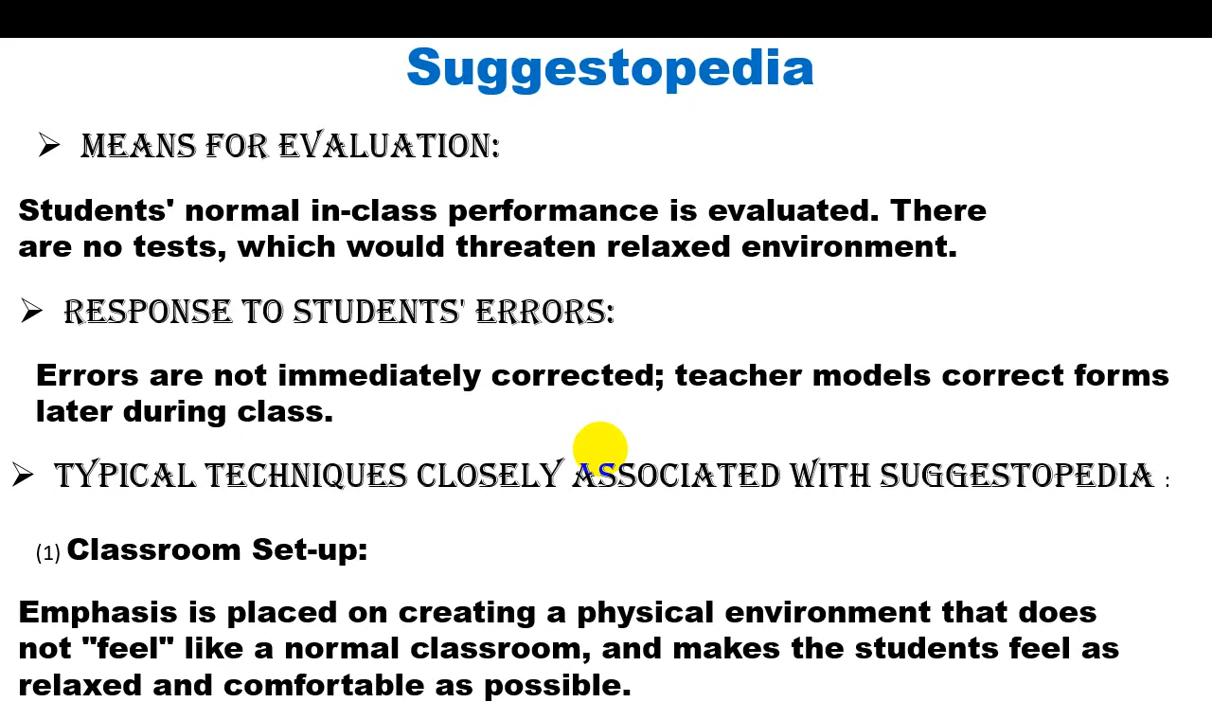 Suggestopedia
➢ MEANS FOR EVALUATION:
Students' normal in-class performance is evaluated. There
are no tests, which would threaten relaxed environment.
➢ RESPONSE TO STUDENTS' ERRORS:
Errors are not immediately corrected; teacher models correct forms
later during class.
➢ TYPICAL TECHNIQUES CLOSELY ASSOCIATED WITH SUGGESTOPEDIA :
(1) Classroom Set-up:
Emphasis is placed on creating a physical environment that does
not "feel" like a normal classroom, and makes the students feel as
relaxed and comfortable as possible.